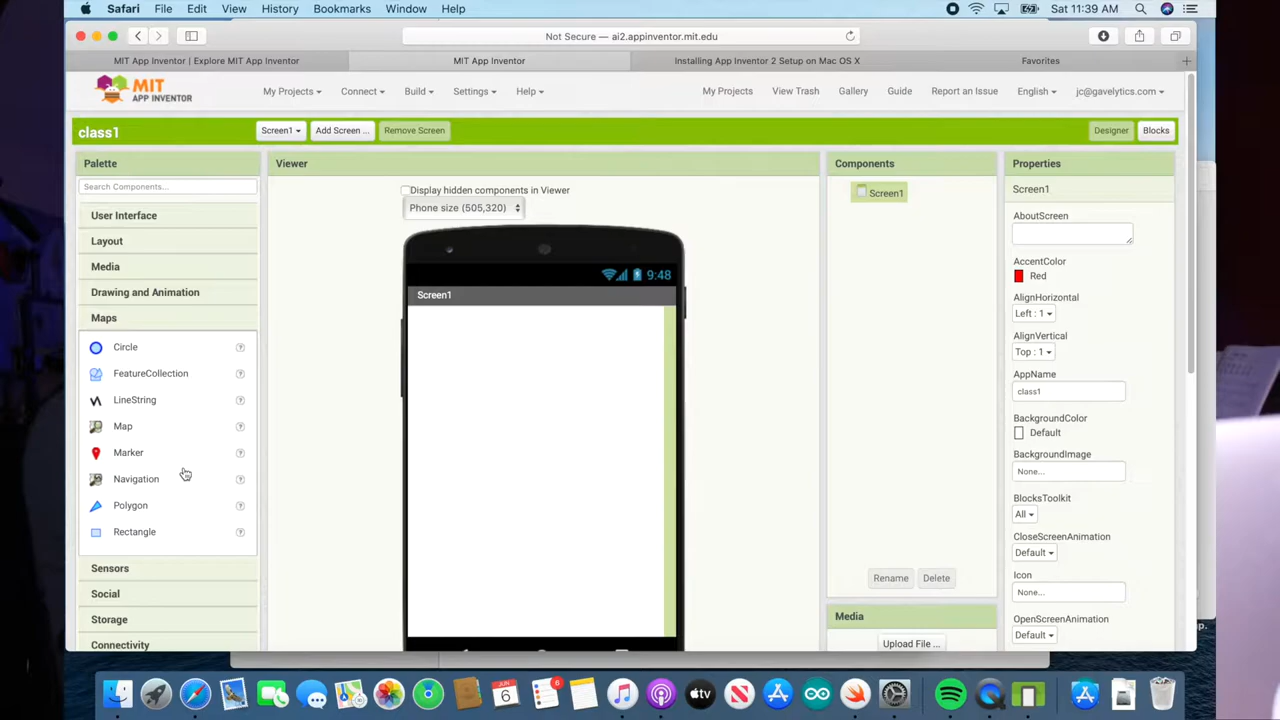 Safari File Edit View History Bookmarks Window Help Sat 11:39 AM
Not Secure — ai2.appinventor.mit.edu
MIT App Inventor | Explore MIT App Inventor MIT App Inventor Installing App Inventor 2 Setup on Mac OS X Favorites
MIT
APP INVENTOR
My Projects Connect Build Settings Help My Projects View Trash Gallery Guide Report an Issue English jc@gavelytics.com
class1 Screen1 Add Screen ... Remove Screen Designer Blocks
Palette Viewer Components Properties
Search Components...
User Interface
Layout
Media
Drawing and Animation
Maps
Circle ?
FeatureCollection ?
LineString ?
Map ?
Marker ?
Navigation ?
Polygon ?
Rectangle ?
Sensors
Social
Storage
Connectivity
Display hidden components in Viewer
Phone size (505,320)
9:48
Screen1
Screen1
Rename Delete
Media
Upload File ...
Screen1
AboutScreen
AccentColor
Red
AlignHorizontal
Left : 1
AlignVertical
Top : 1
AppName
class1
BackgroundColor
Default
BackgroundImage
None...
BlocksToolkit
All
CloseScreenAnimation
Default
Icon
None...
OpenScreenAnimation
Default
p.
JUN
6
6
tv